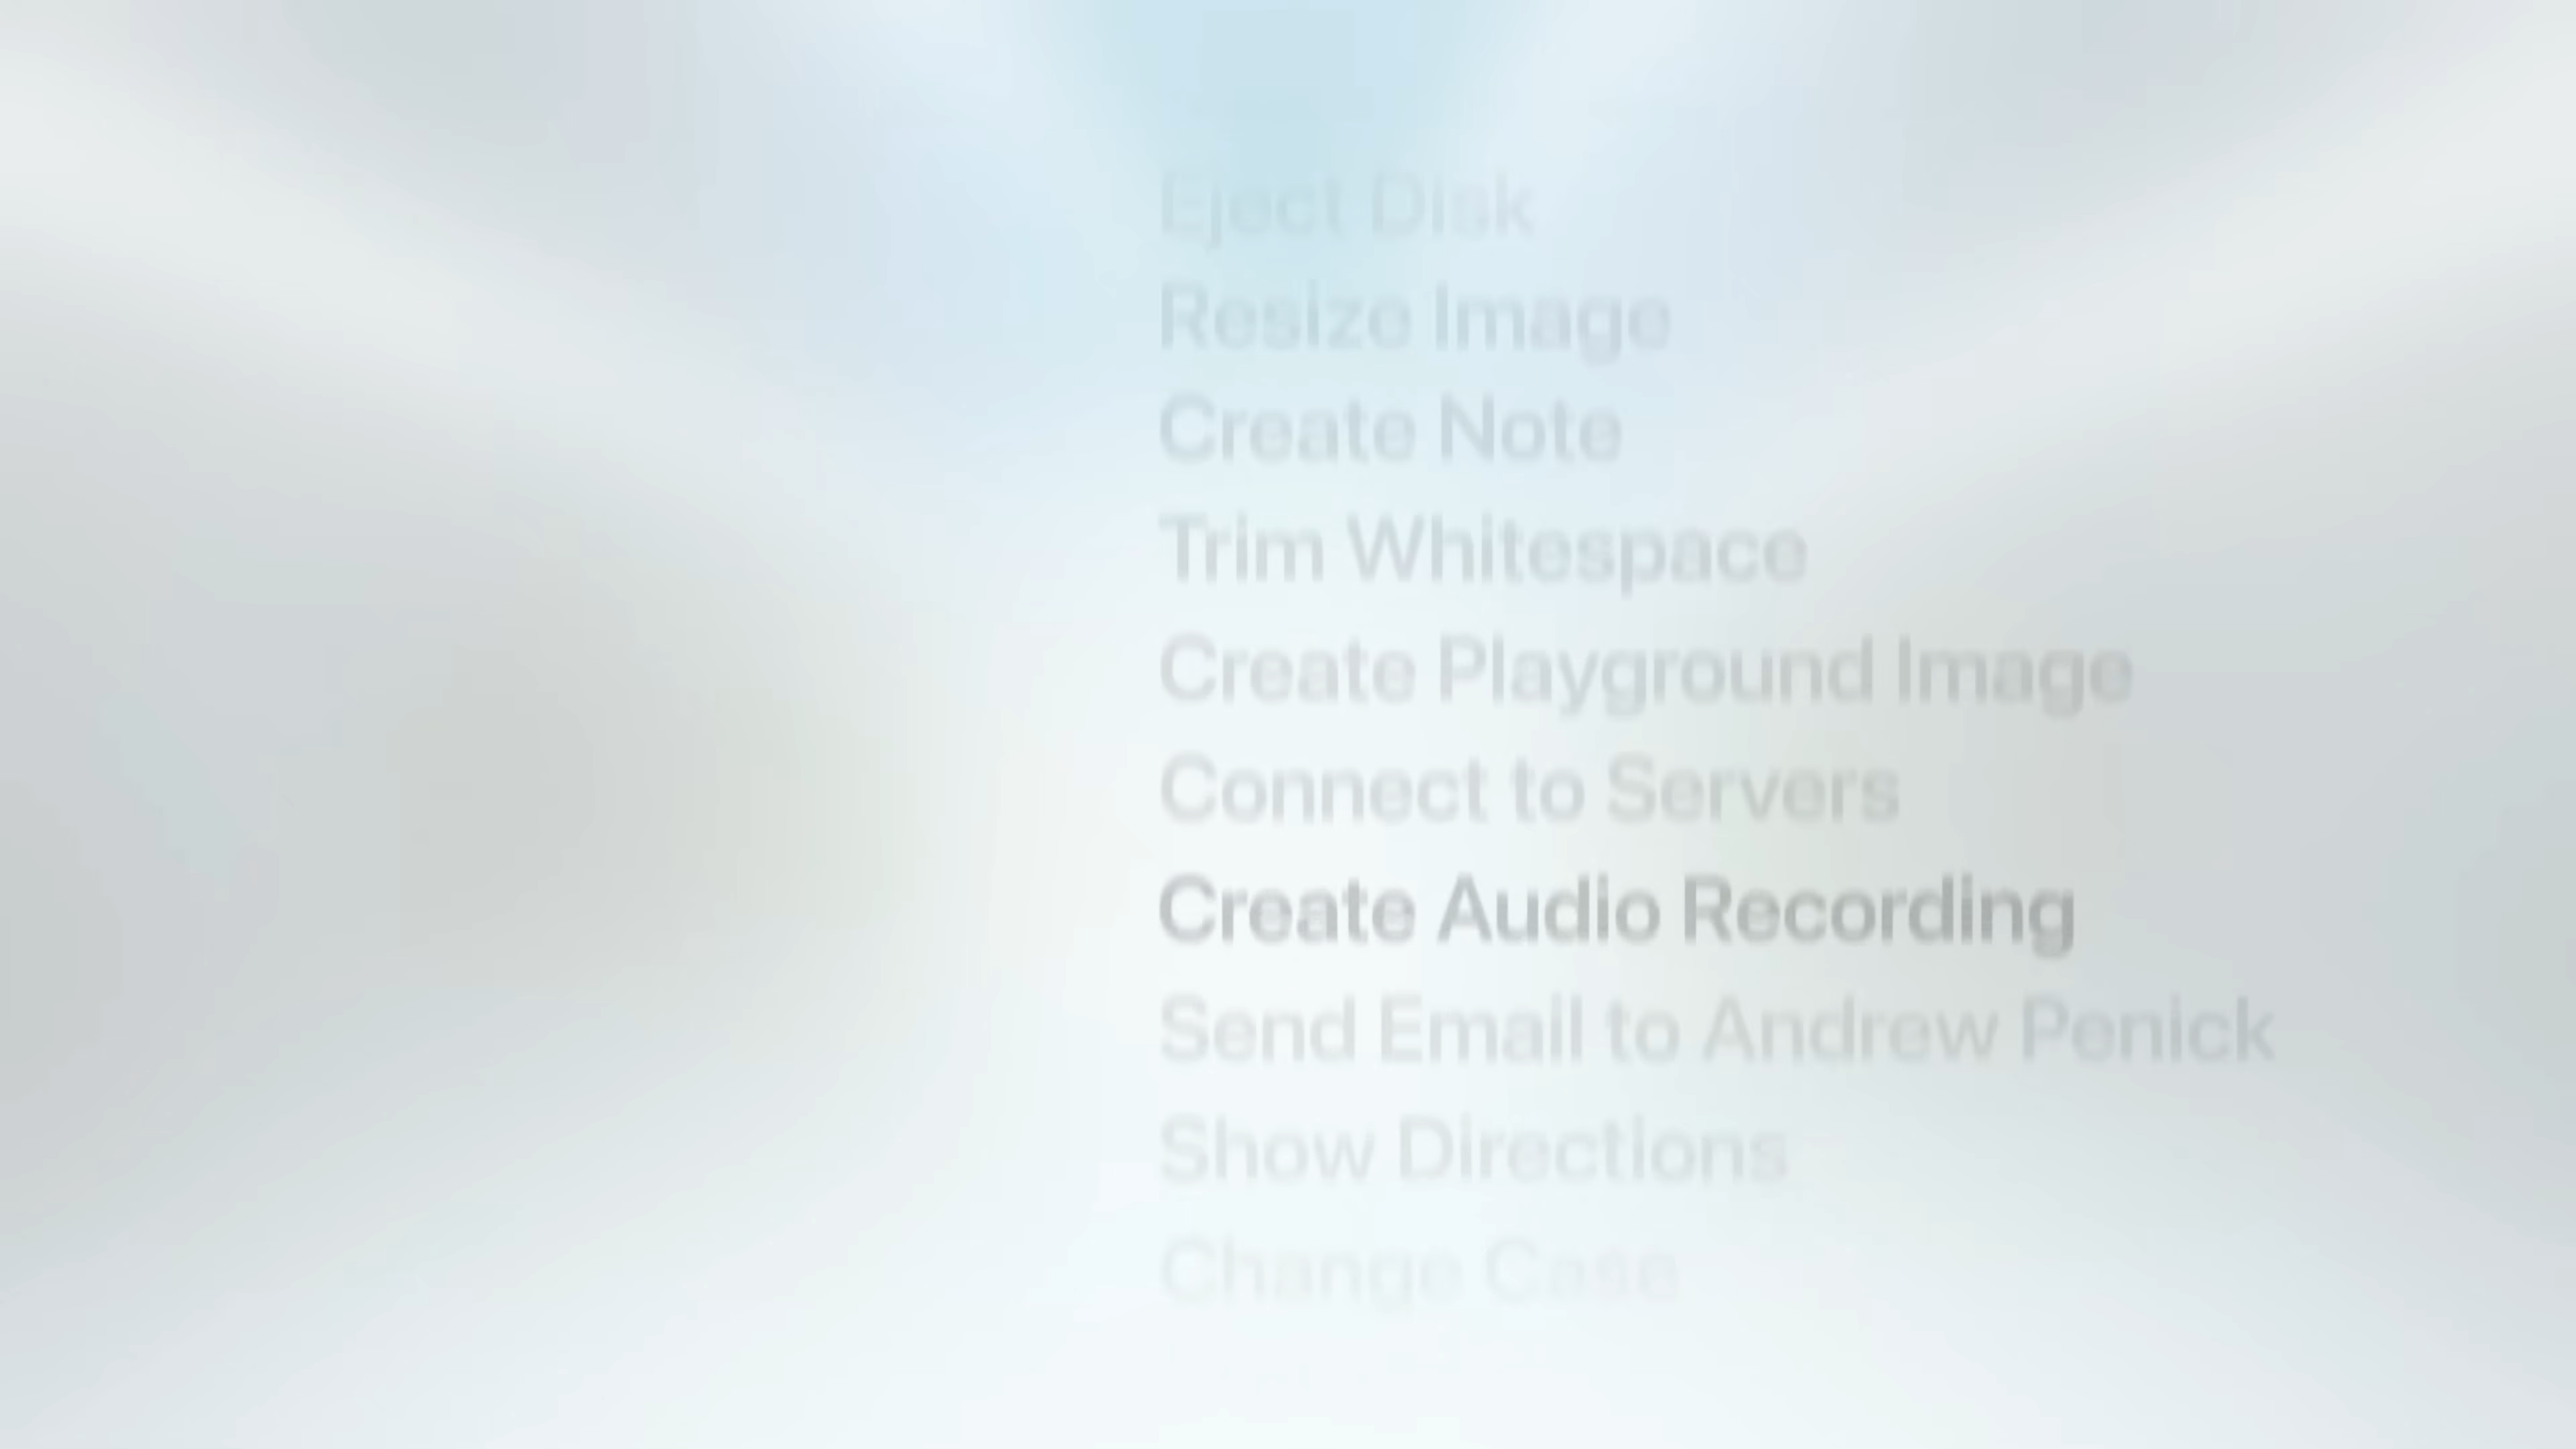 Eject Disk
Resize Image
Create Note
Trim Whitespace
Create Playground Image
Connect to Servers
Create Audio Recording
Send Email to Andrew Penick
Show Directions
Change Case